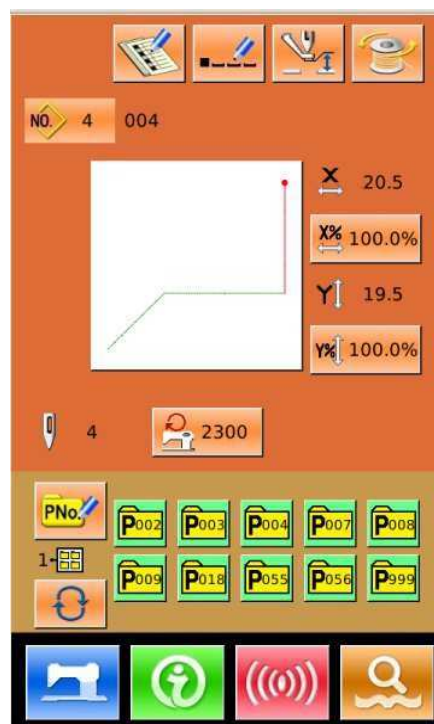 NO. 4 004
X 20.5
X% 100.0%
Y 19.5
Y% 100.0%
4 2300
PNo.
P002 P003 P004 P007 P008
1-
P009 P018 P055 P056 P999